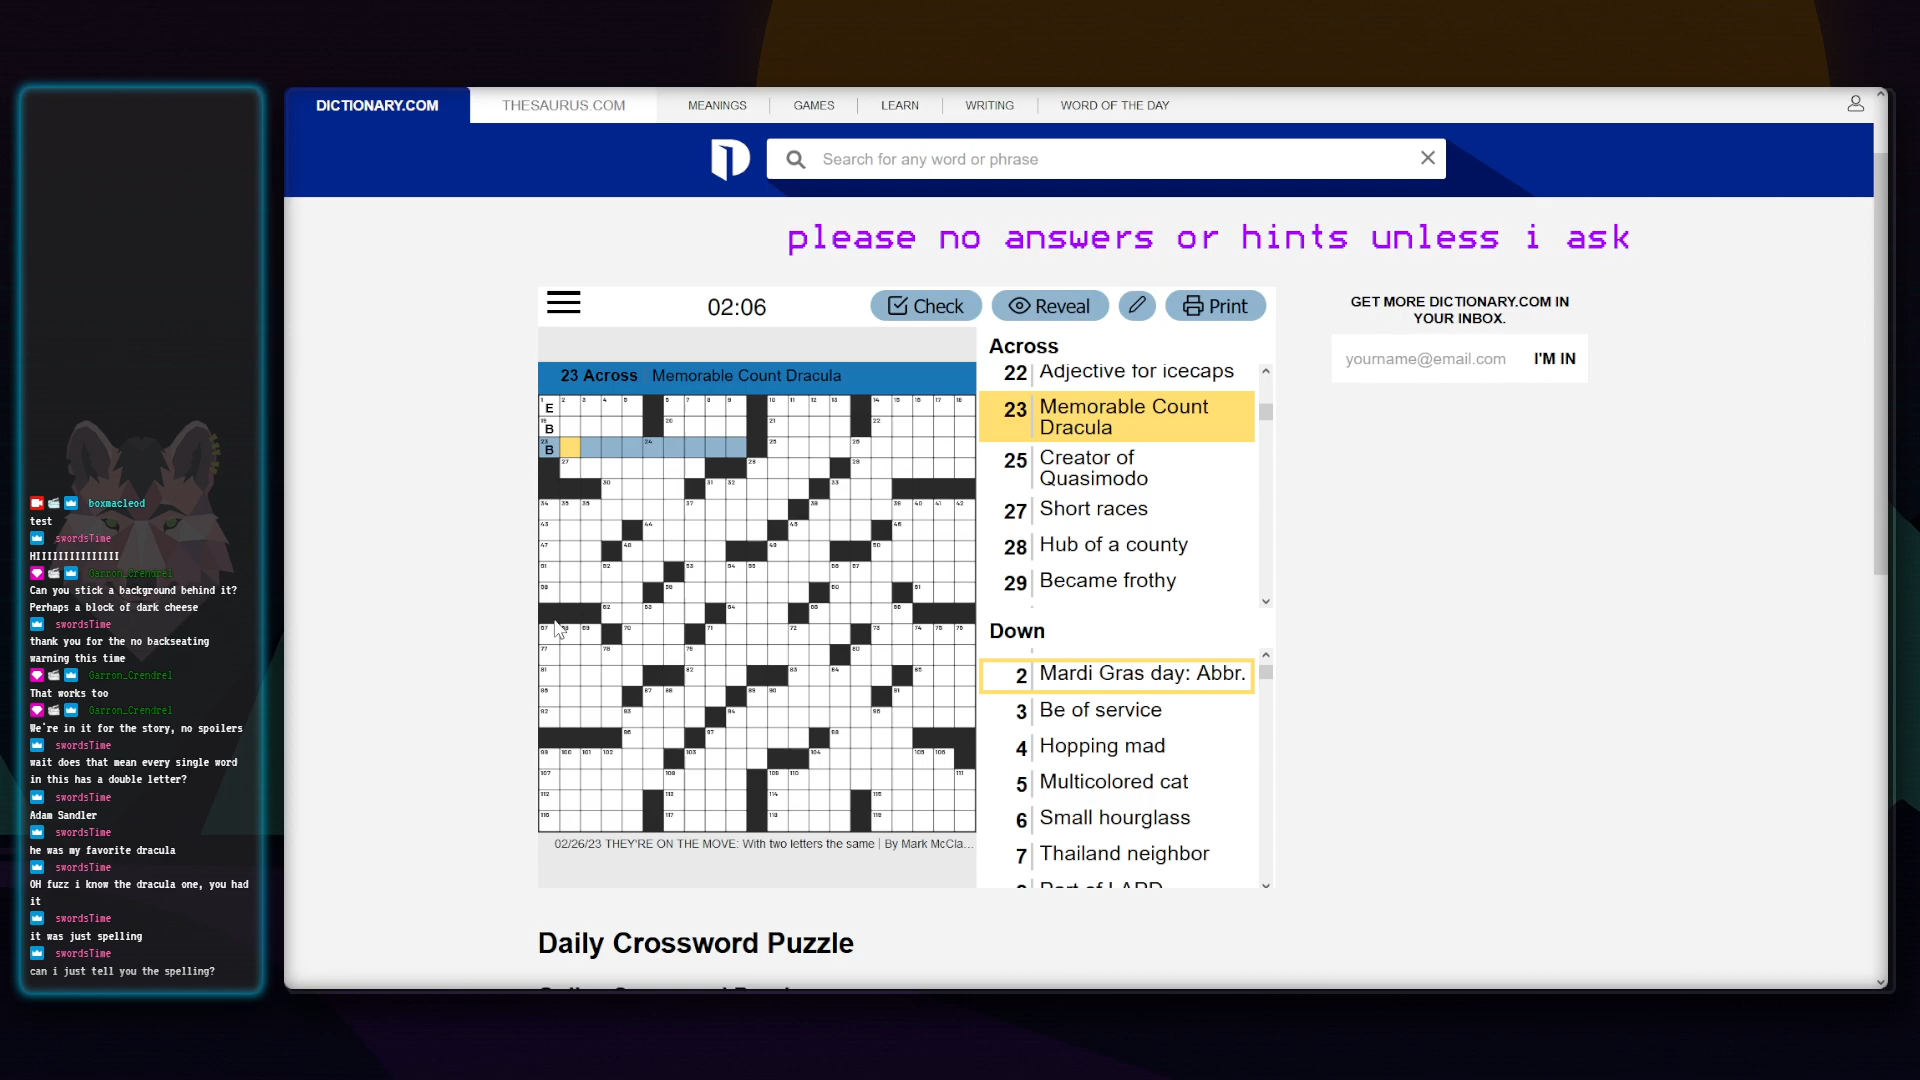 DICTIONARY.COM
THESAURUS.COM
MEANINGS
GAMES
LEARN
WRITING
WORD OF THE DAY
Search for any word or phrase
please no answers or hints unless i ask
02:06
Check
Reveal
Print
23 Across Memorable Count Dracula
E
B
B
02/26/23 THEY'RE ON THE MOVE: With two letters the same | By Mark McCla...
Across
22 Adjective for icecaps
23 Memorable Count
Dracula
25 Creator of
Quasimodo
27 Short races
28 Hub of a county
29 Became frothy
Down
2 Mardi Gras day: Abbr.
3 Be of service
4 Hopping mad
5 Multicolored cat
6 Small hourglass
7 Thailand neighbor
GET MORE DICTIONARY.COM IN
YOUR INBOX.
yourname@email.com
I'M IN
Daily Crossword Puzzle
boxmacleod
test
swordsTime
HIIIIIIIIIIIIII
Garron_Crendrel
Can you stick a background behind it?
Perhaps a block of dark cheese
swordsTime
thank you for the no backseating
warning this time
Garron_Crendrel
That works too
Garron_Crendrel
We're in it for the story, no spoilers
swordsTime
wait does that mean every single word
in this has a double letter?
swordsTime
Adam Sandler
swordsTime
he was my favorite dracula
swordsTime
OH fuzz i know the dracula one, you had
it
swordsTime
it was just spelling
swordsTime
can i just tell you the spelling?